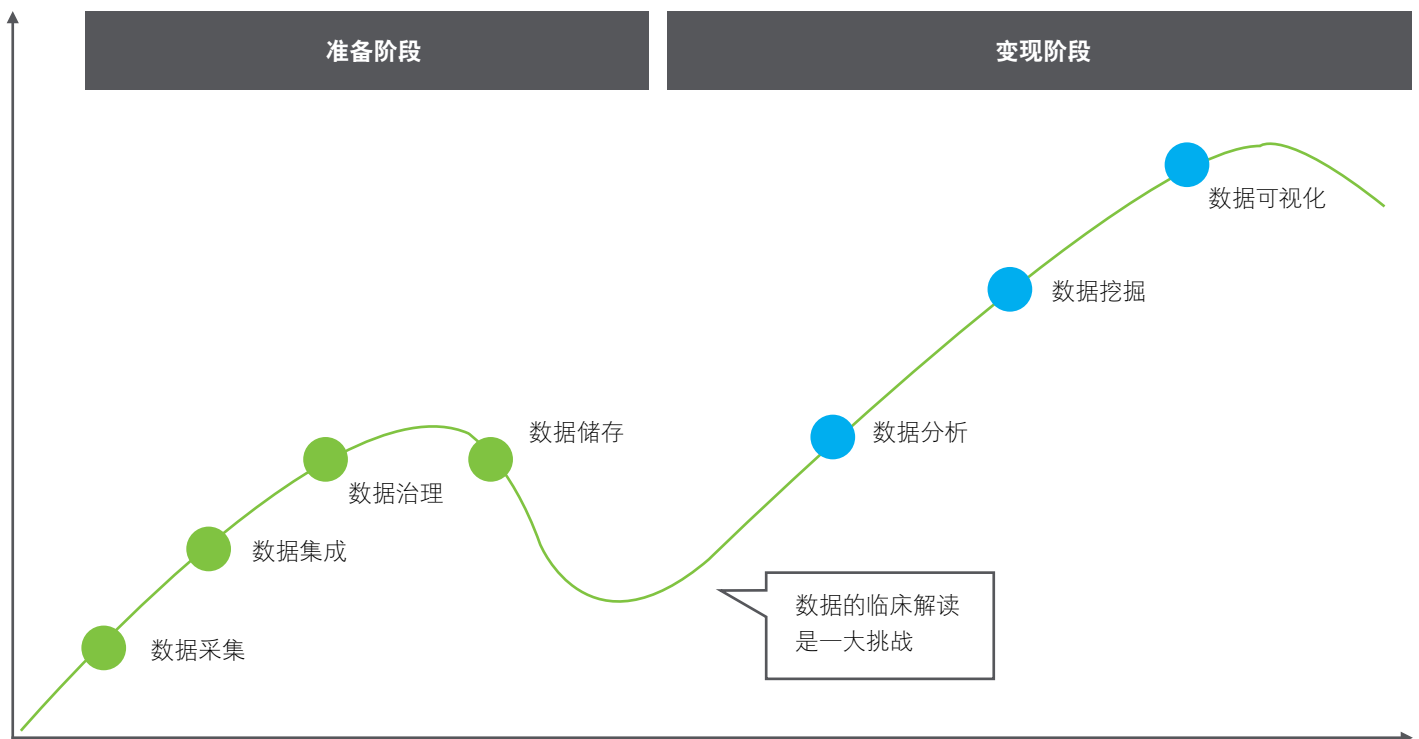 准备阶段
变现阶段
数据可视化
数据挖掘
数据储存
数据分析
数据治理
数据集成
数据的临床解读
是一大挑战
数据采集